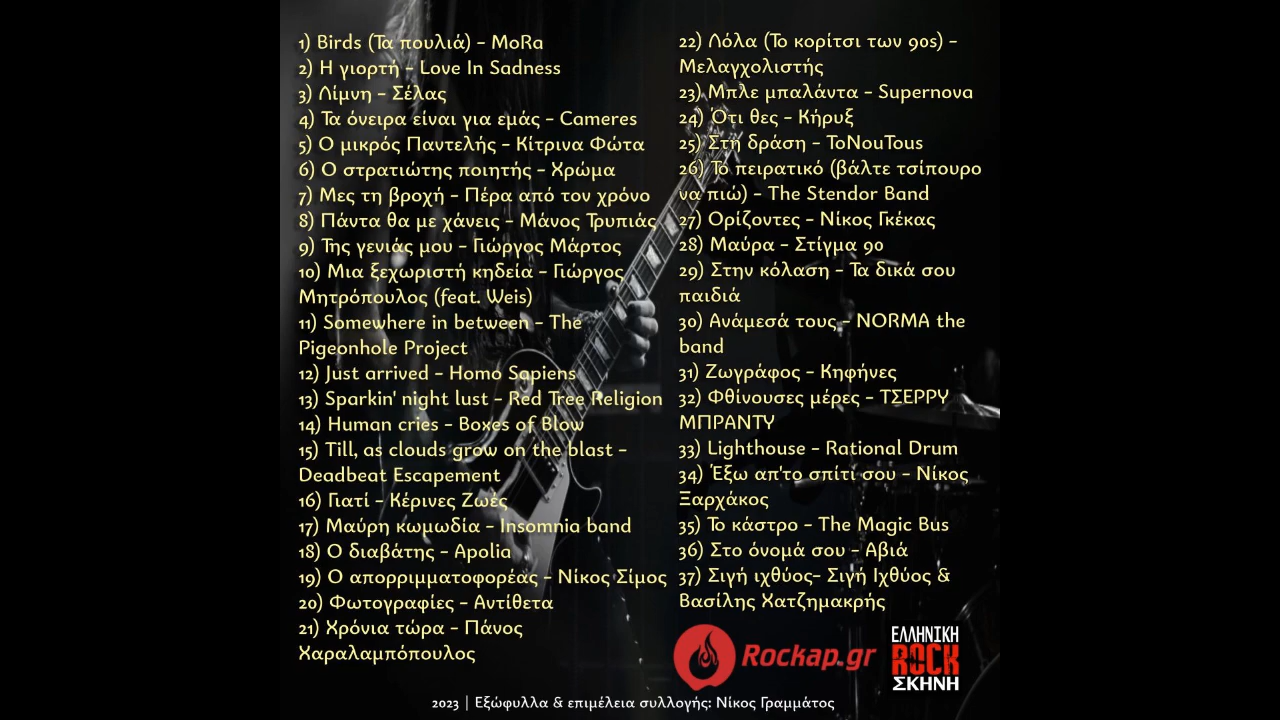 1) Birds (Τα πουλιά) - MoRa
2) Η γιορτή - Love In Sadness
3) Λίμνη - Σέλας
4) Τα όνειρα είναι για εμάς - Cameres
5) Ο μικρός Παντελής - Κίτρινα Φώτα
6) Ο στρατιώτης ποιητής - Χρώμα
7) Μες τη βροχή - Πέρα από τον χρόνο
8) Πάντα θα με χάνεις - Μάνος Τρυπιάς
9) Της γενιάς μου - Γιώργος Μάρτος
10) Μια ξεχωριστή κηδεία - Γιώργος
Μητρόπουλος (feat. Weis)
11) Somewhere in between - The
Pigeonhole Project
12) Just arrived - Homo Sapiens
13) Sparkin' night lust - Red Tree Religion
14) Human cries - Boxes of Blow
15) Till, as clouds grow on the blast -
Deadbeat Escapement
16) Γιατί - Κέρινες Ζωές
17) Μαύρη κωμωδία - Insomnia band
18) Ο διαβάτης - Apolia
19) Ο απορριμματοφορέας - Νίκος Σίμος
20) Φωτογραφίες - Αντίθετα
21) Χρόνια τώρα - Πάνος
Χαραλαμπόπουλος
22) Λόλα (Το κορίτσι των 90s) -
Μελαγχολιστής
23) Μπλε μπαλάντα - Supernova
24) Ότι θες - Κήρυξ
25) Στη δράση - ToNouTous
26) Το πειρατικό (βάλτε τσίπουρο
να πιώ) - The Stendor Band
27) Ορίζοντες - Νίκος Γκέκας
28) Μαύρα - Στίγμα 90
29) Στην κόλαση - Τα δικά σου
παιδιά
30) Ανάμεσά τους - NORMA the
band
31) Ζωγράφος - Κηφήνες
32) Φθίνουσες μέρες - ΤΣΕΡΡΥ
ΜΠΡΑΝΤΥ
33) Lighthouse - Rational Drum
34) Έξω απ'το σπίτι σου - Νίκος
Ξαρχάκος
35) Το κάστρο - The Magic Bus
36) Στο όνομά σου - Αβιά
37) Σιγή ιχθύος- Σιγή Ιχθύος &
Βασίλης Χατζημακρής
Rockap.gr
ΕΛΛΗΝΙΚΗ
ROCK
ΣΚΗΝΗ
2023 | Εξώφυλλα & επιμέλεια συλλογής: Νίκος Γραμμάτος